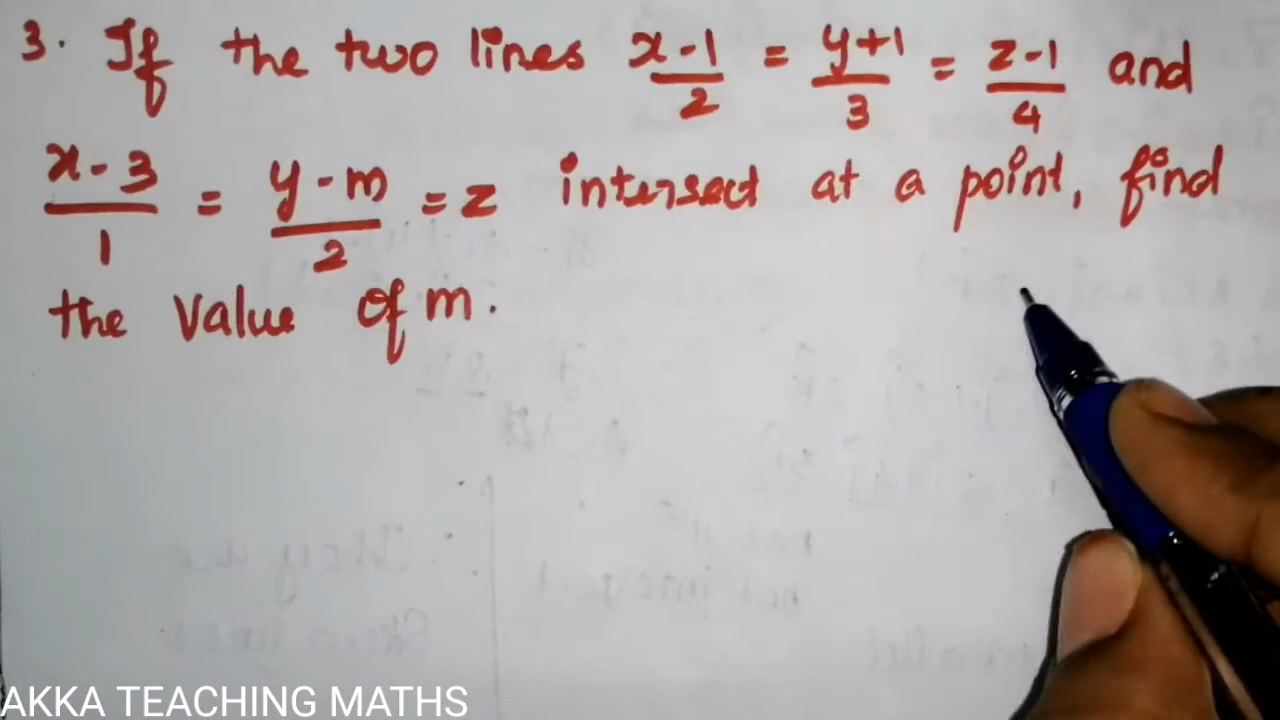 3. If the two lines x-1/2 = y+1/3 = z-1/4 and
x-3/1 = y-m/2 = z intersect at a point, find
the value of m.
AKKA TEACHING MATHS